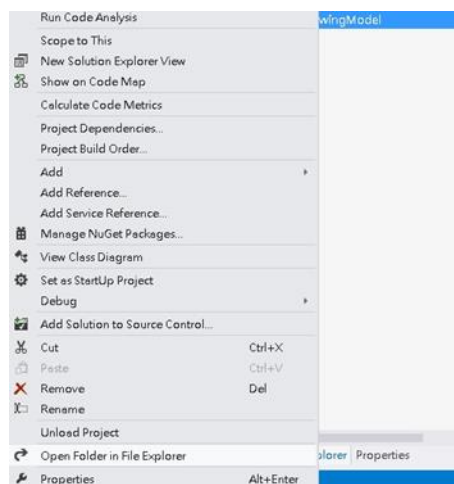 Run Code Analysis
wingModel
Scope to This
New Solution Explorer View
Show on Code Map
Calculate Code Metrics
Project Dependencies...
Project Build Order...
Add
Add Reference...
Add Service Reference...
Manage NuGet Packages...
View Class Diagram
Set as StartUp Project
Debug
Add Solution to Source Control...
Cut Ctrl+X
Paste Ctrl+V
Remove Del
Rename
Unload Project
Open Folder in File Explorer
plorer Properties
Properties Alt+Enter